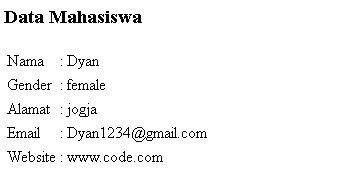 Data Mahasiswa
Nama : Dyan
Gender : female
Alamat : jogja
Email : Dyan1234@gmail.com
Website : www.code.com